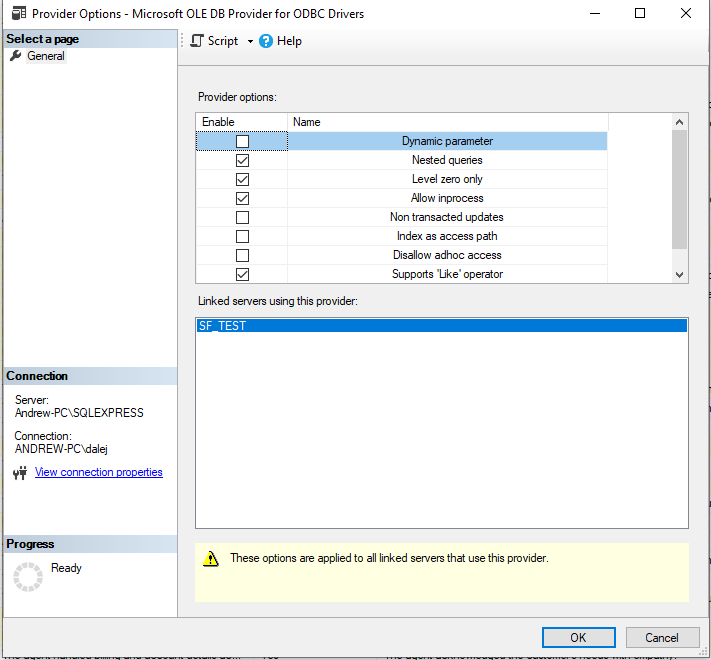 Provider Options - Microsoft OLE DB Provider for ODBC Drivers
Select a page
General
Script
Help
Provider options:
Enable Name
Dynamic parameter
Nested queries
Level zero only
Allow inprocess
Non transacted updates
Index as access path
Disallow adhoc access
Supports 'Like' operator
Linked servers using this provider:
SF_TEST
Connection
Server:
Andrew-PC\SQLEXPRESS
Connection:
ANDREW-PC\dalej
View connection properties
Progress
Ready
These options are applied to all linked servers that use this provider.
OK Cancel